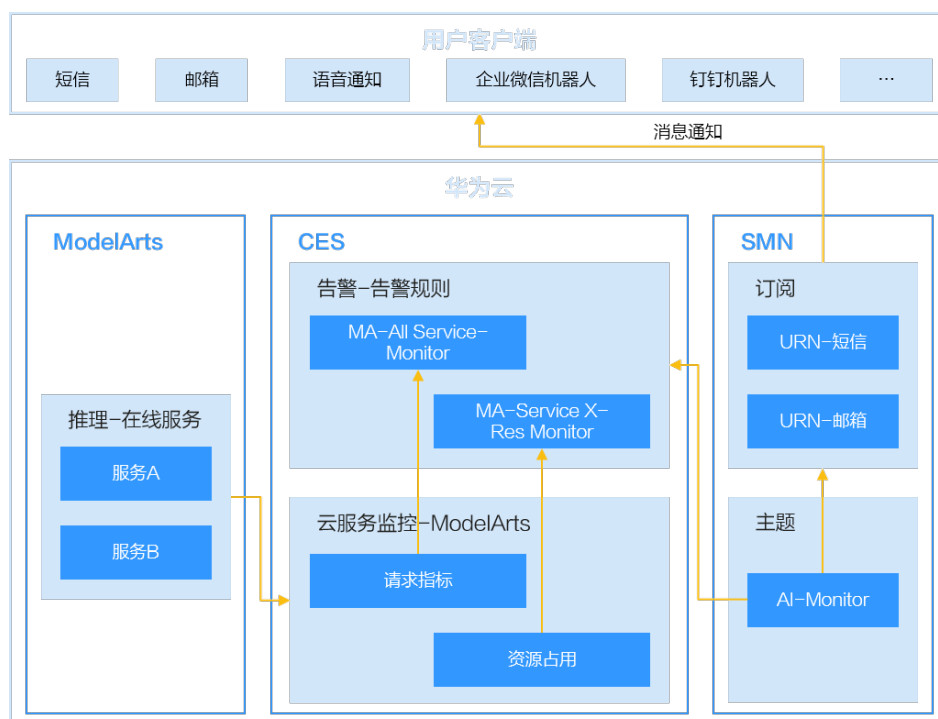 用户客户端
短信
邮箱
语音通知
企业微信机器人
钉钉机器人
…
消息通知
华为云
ModelArts
推理-在线服务
服务A
服务B
CES
告警-告警规则
MA-All Service-
Monitor
MA-Service X-
Res Monitor
云服务监控-ModelArts
请求指标
资源占用
SMN
订阅
URN-短信
URN-邮箱
主题
AI-Monitor